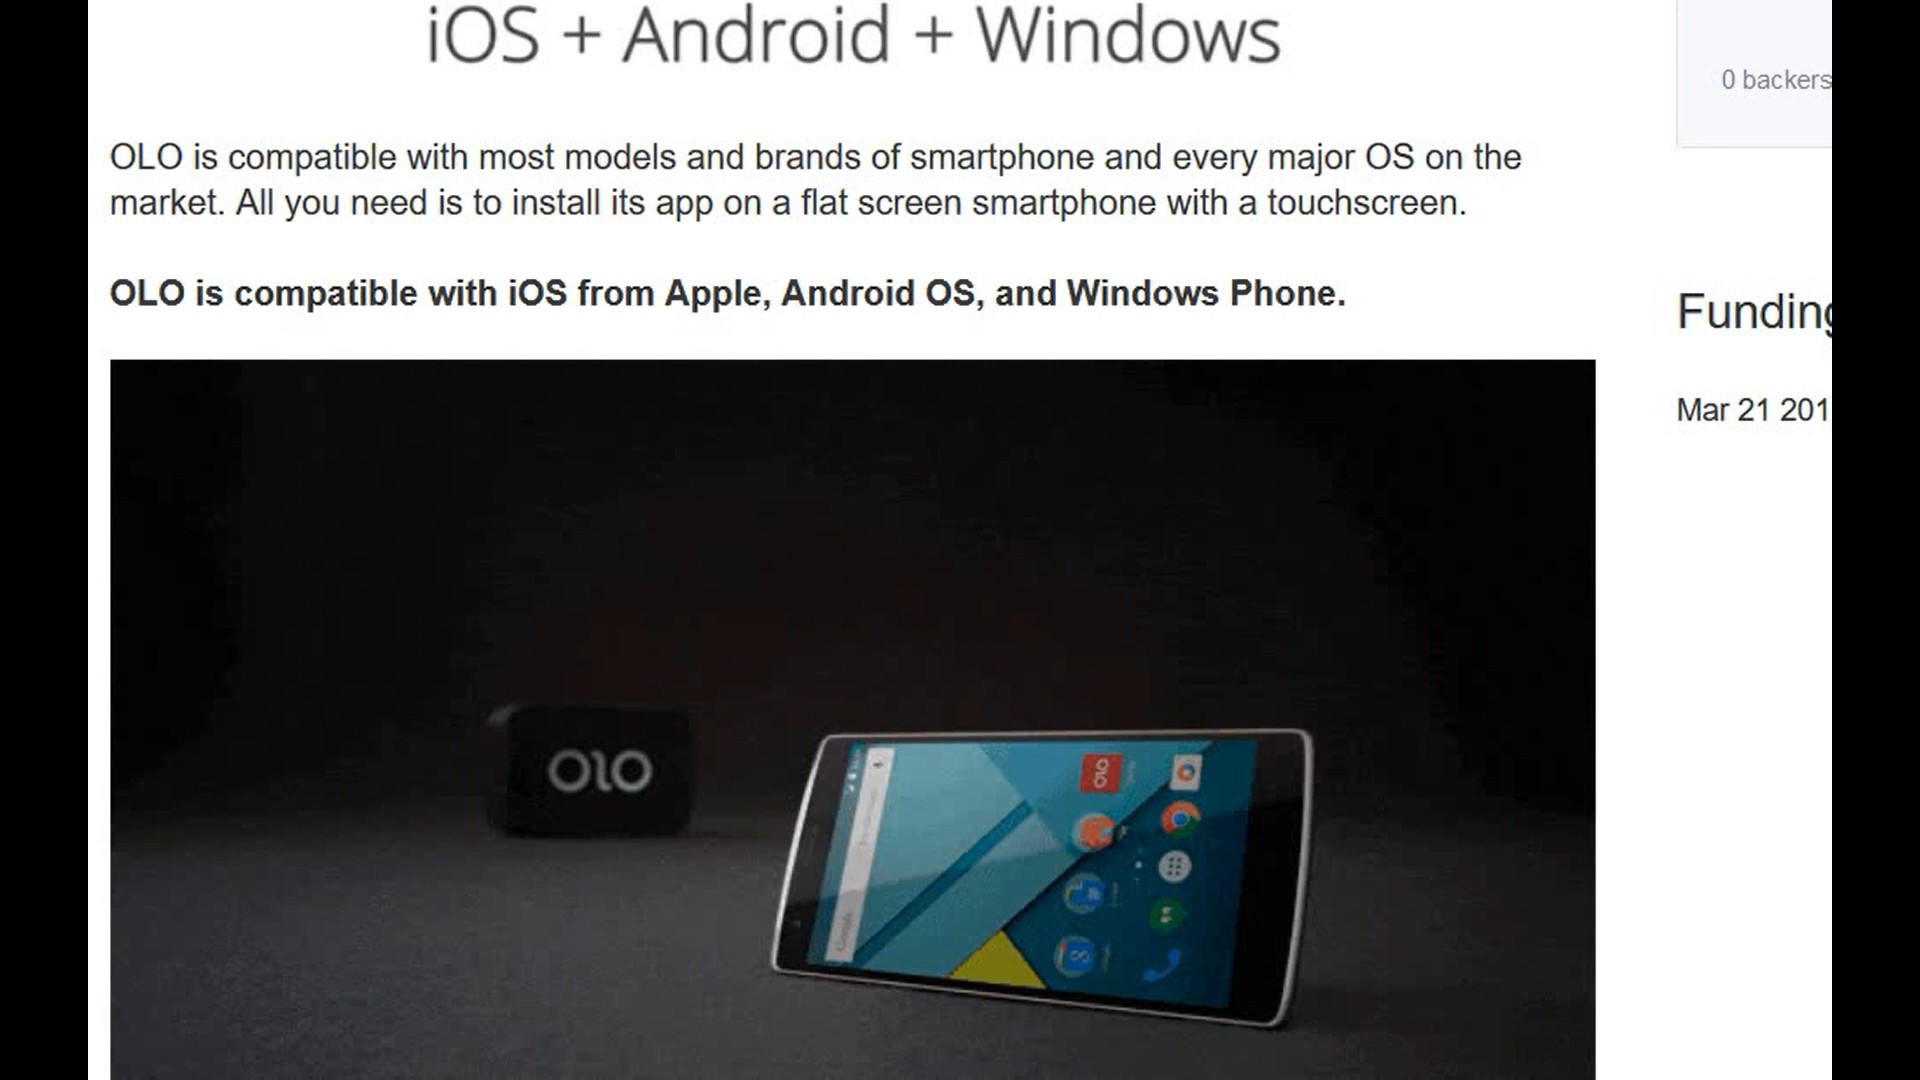 iOS + Android + Windows
0 backers
OLO is compatible with most models and brands of smartphone and every major OS on the
market. All you need is to install its app on a flat screen smartphone with a touchscreen.
OLO is compatible with iOS from Apple, Android OS, and Windows Phone.
Funding
Mar 21 201
OLO
OLO
Google